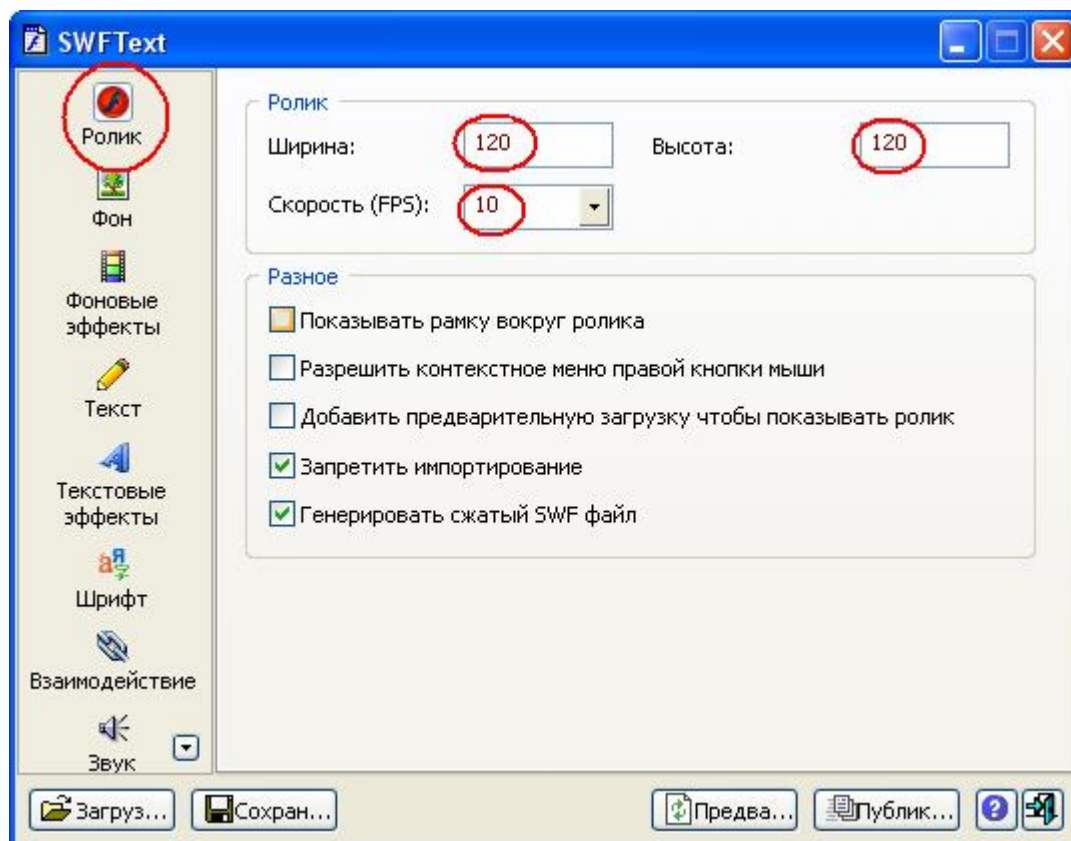 SWFText
Ролик
Фон
Фоновые
эффекты
Текст
Текстовые
эффекты
Шрифт
Взаимодействие
Звук
Ролик
Ширина: 120 Высота: 120
Скорость (FPS): 10
Разное
Показывать рамку вокруг ролика
Разрешить контекстное меню правой кнопки мыши
Добавить предварительную загрузку чтобы показывать ролик
Запретить импортирование
Генерировать сжатый SWF файл
Загруз... Сохран... Предва... Публик...